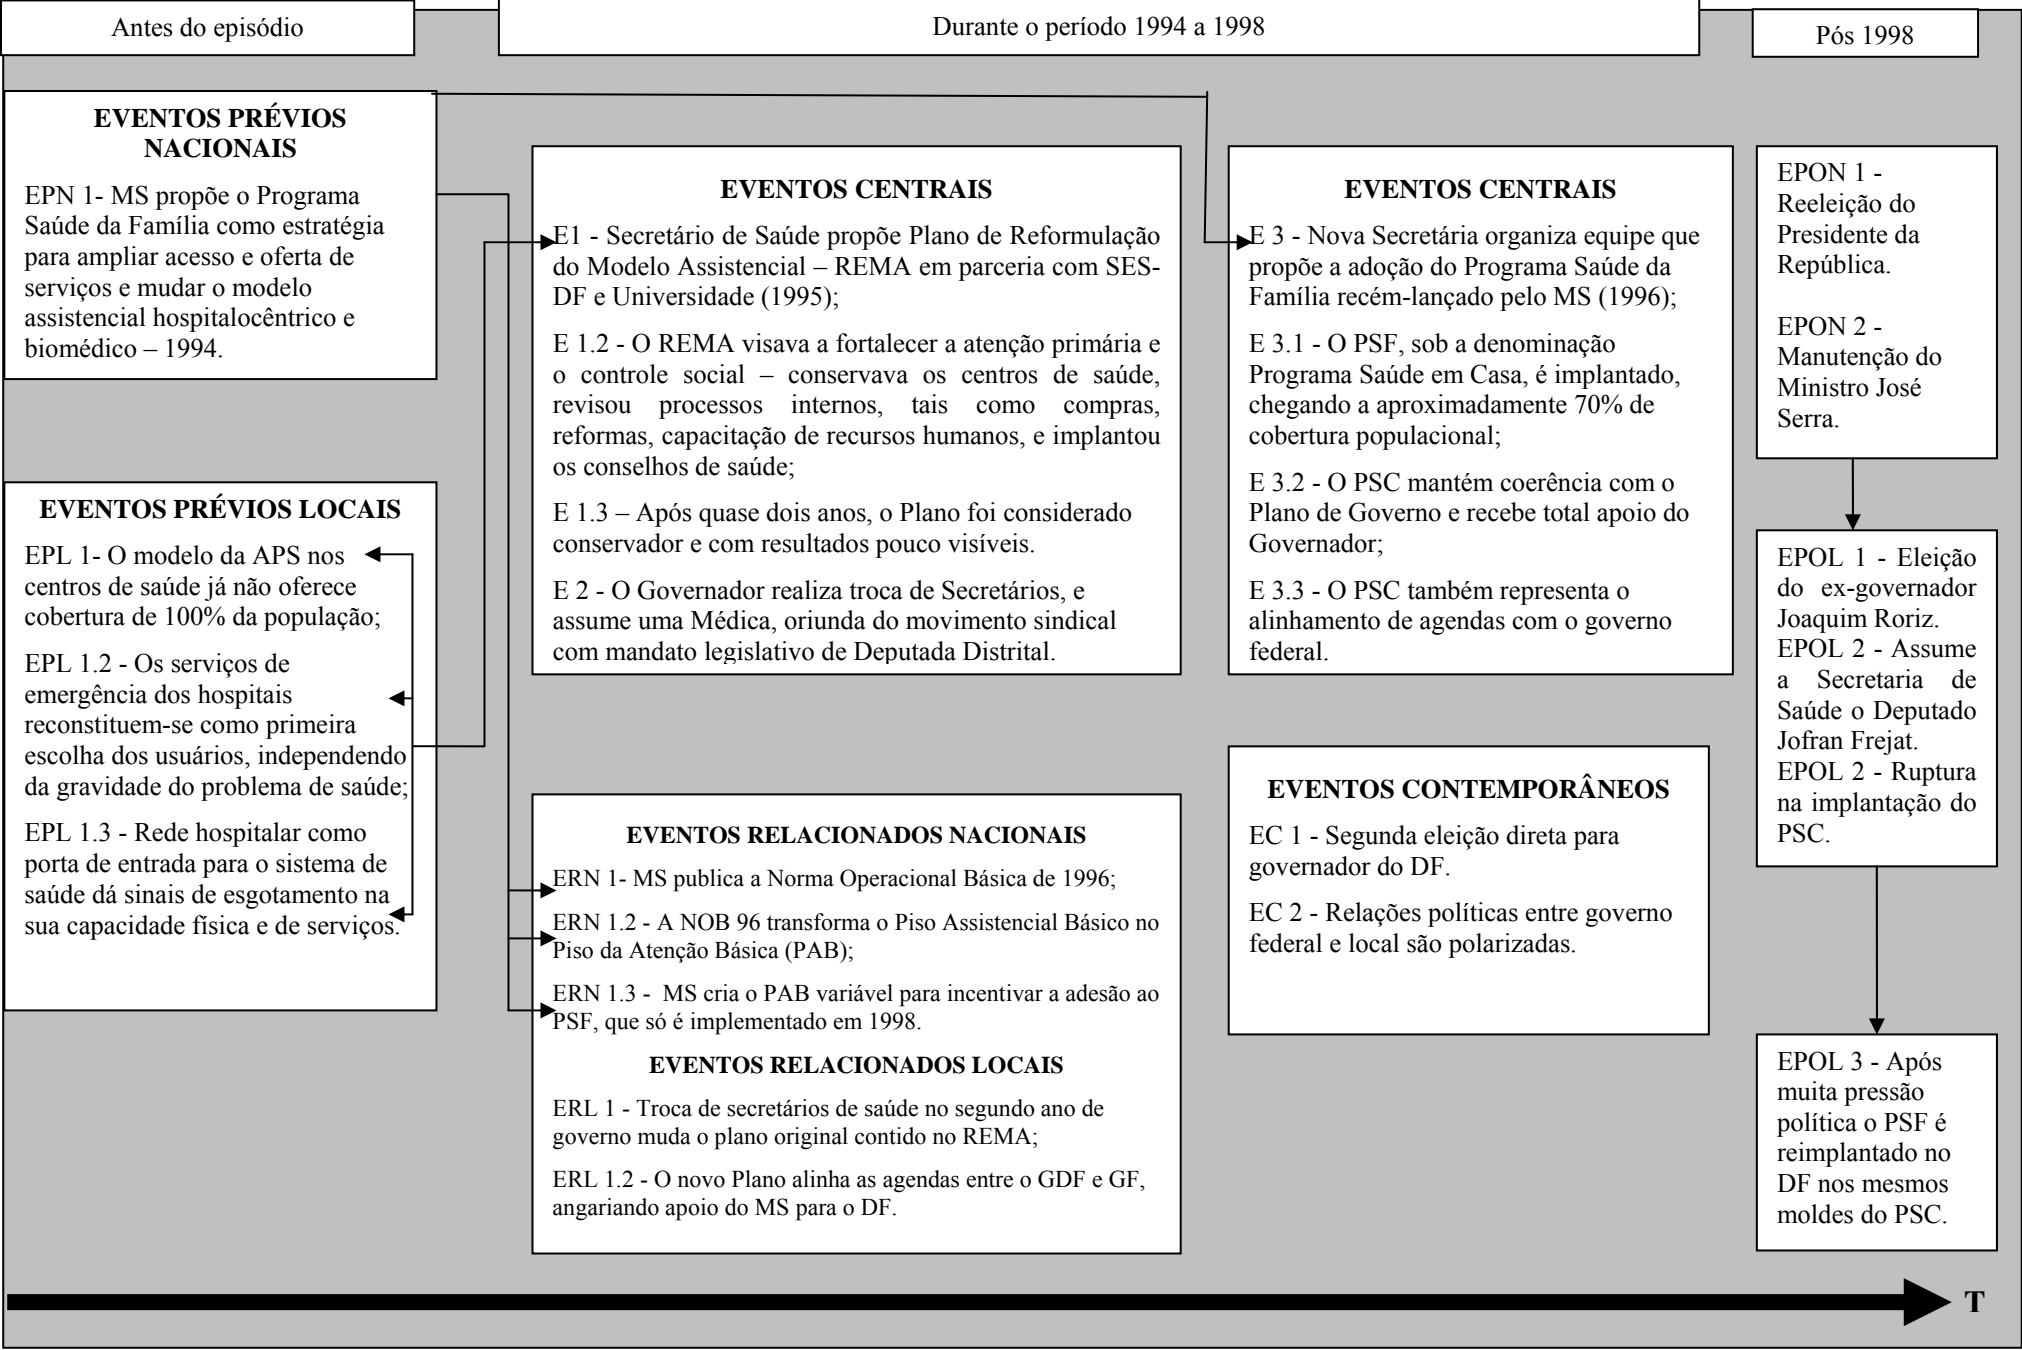 Antes do episódio
Durante o período 1994 a 1998
Pós 1998
EVENTOS PRÉVIOS
NACIONAIS
EPN 1- MS propõe o Programa
Saúde da Família como estratégia
para ampliar acesso e oferta de
serviços e mudar o modelo
assistencial hospitalocêntrico e
biomédico – 1994.
EVENTOS PRÉVIOS LOCAIS
EPL 1- O modelo da APS nos
centros de saúde já não oferece
cobertura de 100% da população;
EPL 1.2 - Os serviços de
emergência dos hospitais
reconstituem-se como primeira
escolha dos usuários, independendo
da gravidade do problema de saúde;
EPL 1.3 - Rede hospitalar como
porta de entrada para o sistema de
saúde dá sinais de esgotamento na
sua capacidade física e de serviços.
EVENTOS CENTRAIS
E1 - Secretário de Saúde propõe Plano de Reformulação
do Modelo Assistencial – REMA em parceria com SES-
DF e Universidade (1995);
E 1.2 - O REMA visava a fortalecer a atenção primária e
o controle social – conservava os centros de saúde,
revisou processos internos, tais como compras,
reformas, capacitação de recursos humanos, e implantou
os conselhos de saúde;
E 1.3 – Após quase dois anos, o Plano foi considerado
conservador e com resultados pouco visíveis.
E 2 - O Governador realiza troca de Secretários, e
assume uma Médica, oriunda do movimento sindical
com mandato legislativo de Deputada Distrital.
EVENTOS RELACIONADOS NACIONAIS
ERN 1- MS publica a Norma Operacional Básica de 1996;
ERN 1.2 - A NOB 96 transforma o Piso Assistencial Básico no
Piso da Atenção Básica (PAB);
ERN 1.3 - MS cria o PAB variável para incentivar a adesão ao
PSF, que só é implementado em 1998.
EVENTOS RELACIONADOS LOCAIS
ERL 1 - Troca de secretários de saúde no segundo ano de
governo muda o plano original contido no REMA;
ERL 1.2 - O novo Plano alinha as agendas entre o GDF e GF,
angariando apoio do MS para o DF.
EVENTOS CENTRAIS
E 3 - Nova Secretária organiza equipe que
propõe a adoção do Programa Saúde da
Família recém-lançado pelo MS (1996);
E 3.1 - O PSF, sob a denominação
Programa Saúde em Casa, é implantado,
chegando a aproximadamente 70% de
cobertura populacional;
E 3.2 - O PSC mantém coerência com o
Plano de Governo e recebe total apoio do
Governador;
E 3.3 - O PSC também representa o
alinhamento de agendas com o governo
federal.
EVENTOS CONTEMPORÂNEOS
EC 1 - Segunda eleição direta para
governador do DF.
EC 2 - Relações políticas entre governo
federal e local são polarizadas.
EPON 1 -
Reeleição do
Presidente da
República.
EPON 2 -
Manutenção do
Ministro José
Serra.
EPOL 1 - Eleição
do ex-governador
Joaquim Roriz.
EPOL 2 - Assume
a Secretaria de
Saúde o Deputado
Jofran Frejat.
EPOL 2 - Ruptura
na implantação do
PSC.
EPOL 3 - Após
muita pressão
política o PSF é
reimplantado no
DF nos mesmos
moldes do PSC.
T